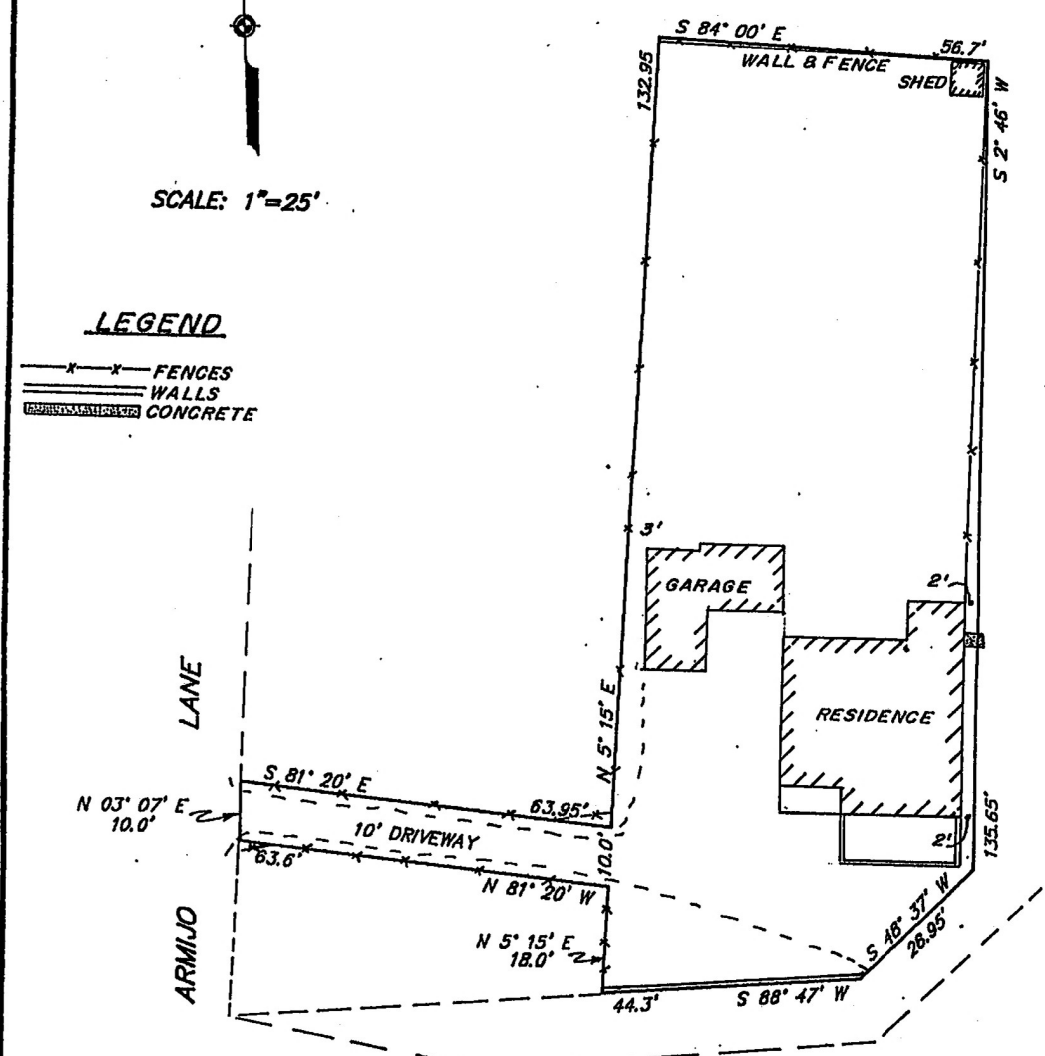 S 84° 00' E
56.7'
WALL & FENCE
SHED
132.95
S 2° 46' W
SCALE: 1"=25'
LEGEND
FENCES
WALLS
CONCRETE
3'
GARAGE
2'
RESIDENCE
LANE
N 5° 15' E
S 81° 20' E
63.95'
N 03° 07' E
10.0'
10' DRIVEWAY
10.0'
63.6'
N 81° 20' W
2'
135.65'
ARMIJO
N 5° 15' E
18.0'
S 48° 37' W
28.95'
44.3'
S 88° 47' W